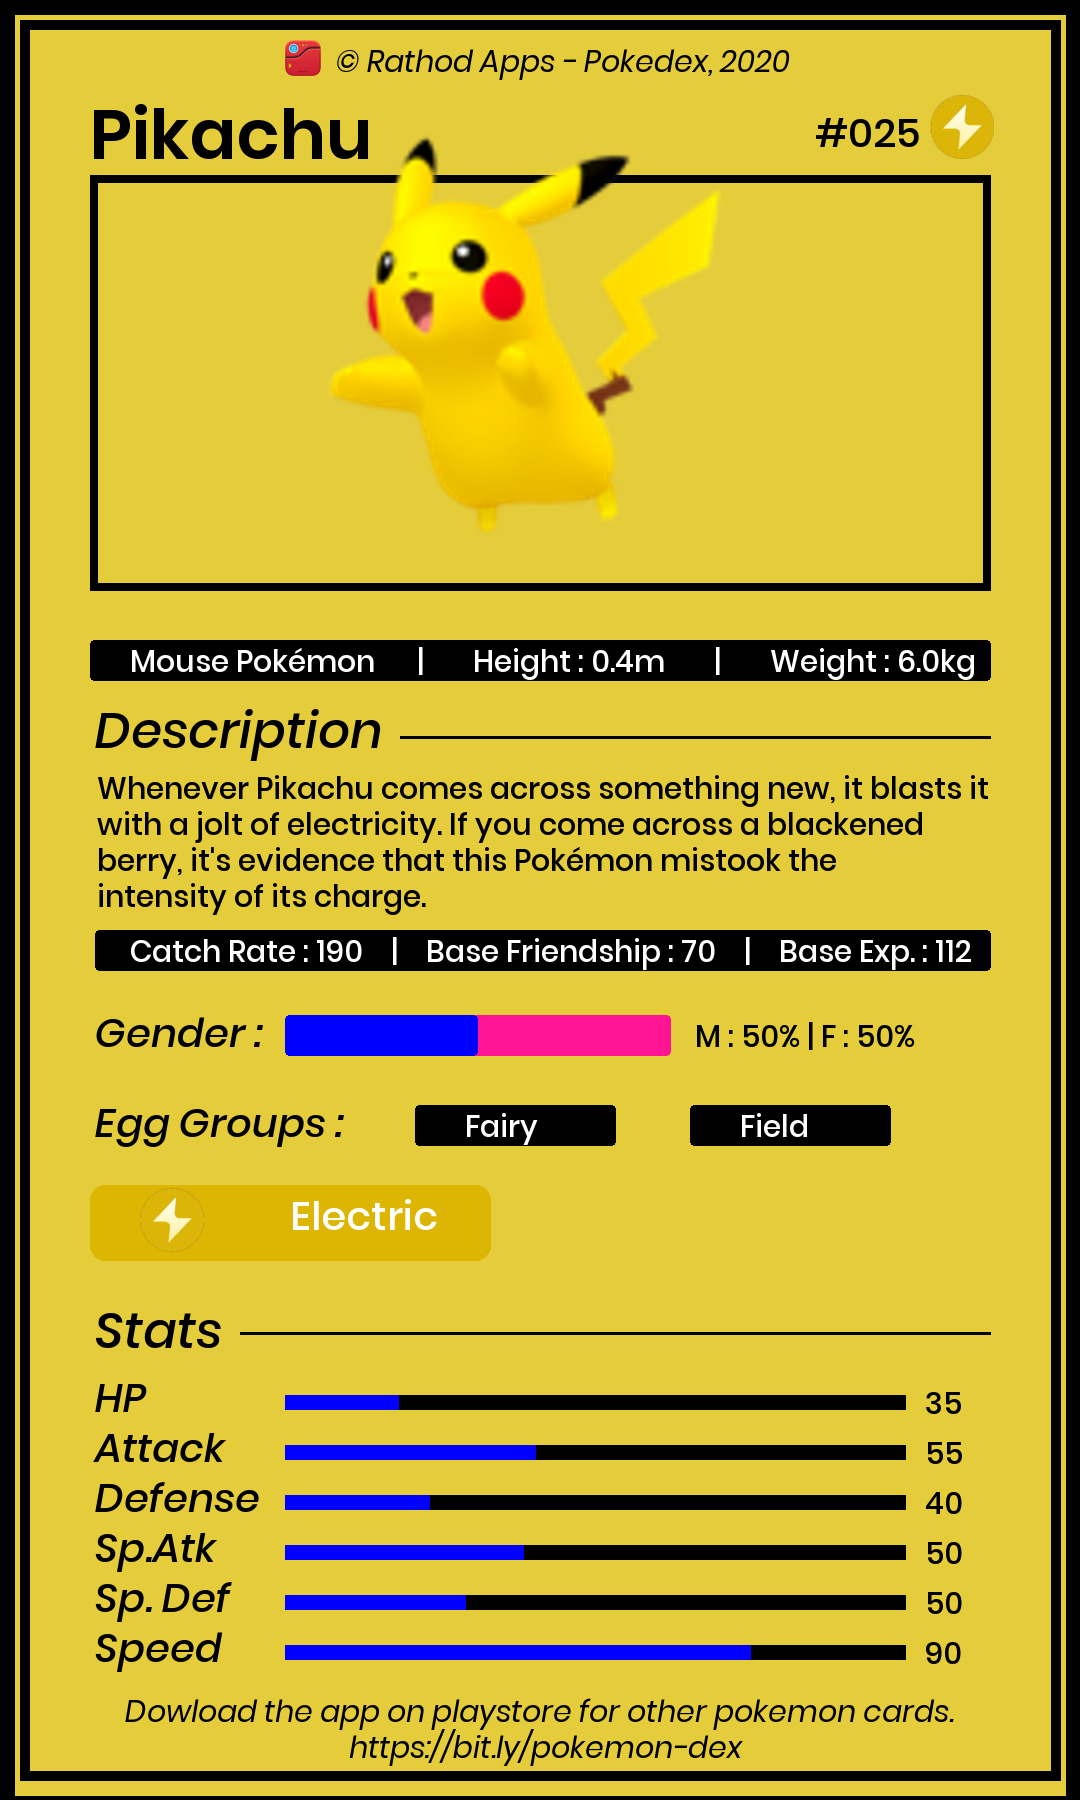 © Rathod Apps - Pokedex, 2020
Pikachu
#025
Mouse Pokémon | Height : 0.4m | Weight : 6.0kg
Description
Whenever Pikachu comes across something new, it blasts it
with a jolt of electricity. If you come across a blackened
berry, it's evidence that this Pokémon mistook the
intensity of its charge.
Catch Rate : 190 | Base Friendship : 70 | Base Exp. : 112
Gender : M : 50% | F : 50%
Egg Groups : Fairy Field
Electric
Stats
HP 35
Attack 55
Defense 40
Sp.Atk 50
Sp. Def 50
Speed 90
Dowload the app on playstore for other pokemon cards.
https://bit.ly/pokemon-dex